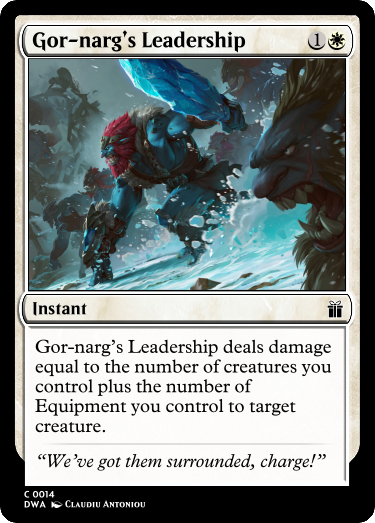 Gor-narg's Leadership 1
Instant
Gor-narg's Leadership deals damage
equal to the number of creatures you
control plus the number of
Equipment you control to target
creature.
“We've got them surrounded, charge!”
C 0014
DWA Claudiu Antoniou